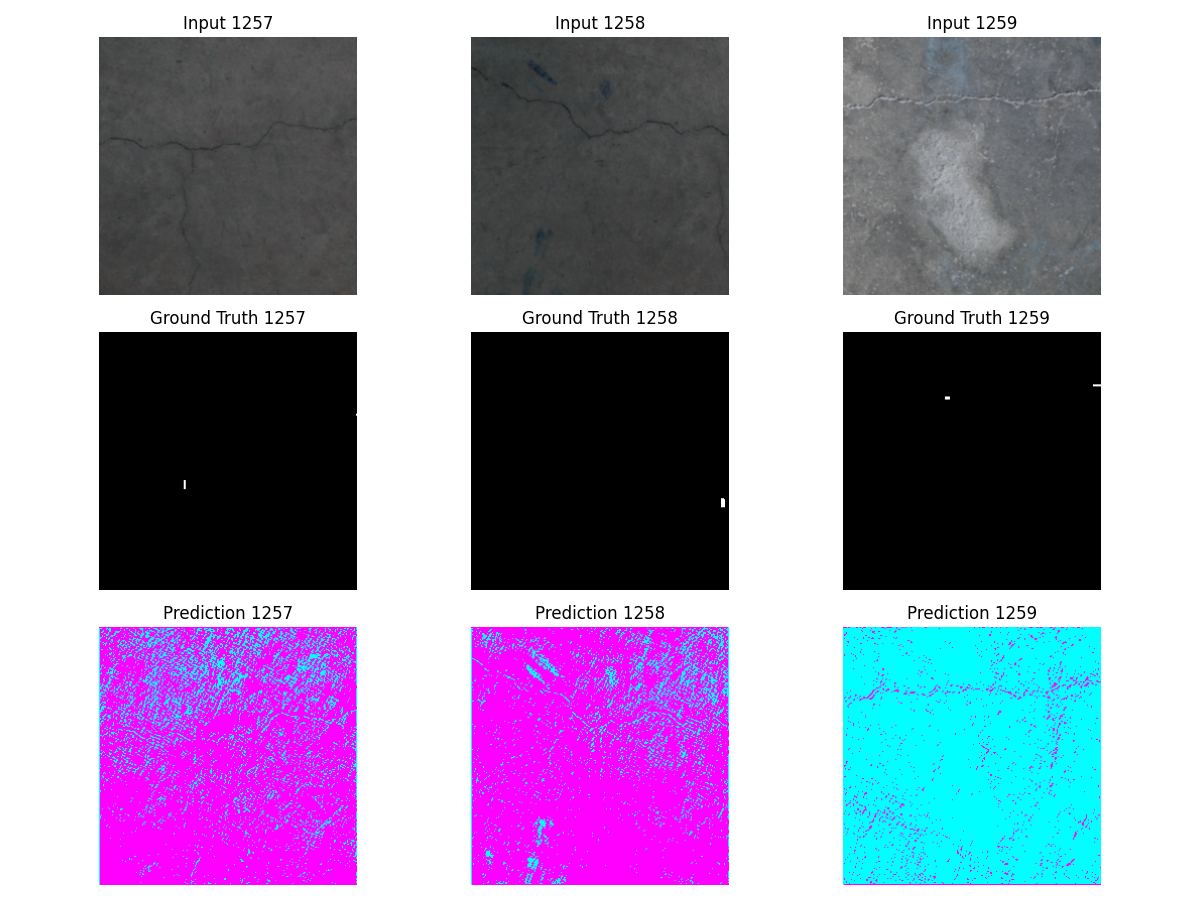 Input 1257
Input 1258
Input 1259
Ground Truth 1257
Ground Truth 1258
Ground Truth 1259
Prediction 1257
Prediction 1258
Prediction 1259